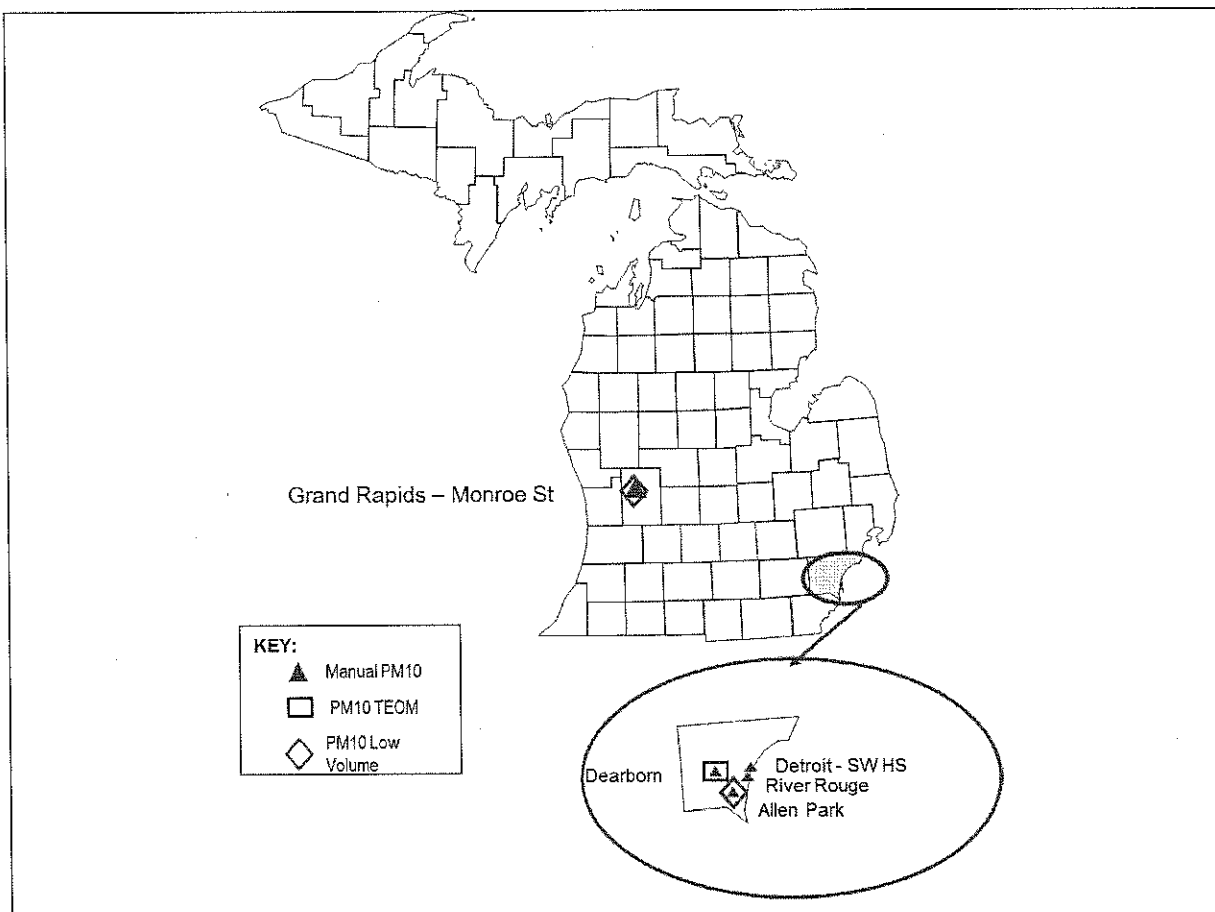 Grand Rapids – Monroe St
KEY:
Manual PM10
PM10 TEOM
PM10 Low
Volume
Dearborn
Detroit - SW HS
River Rouge
Allen Park